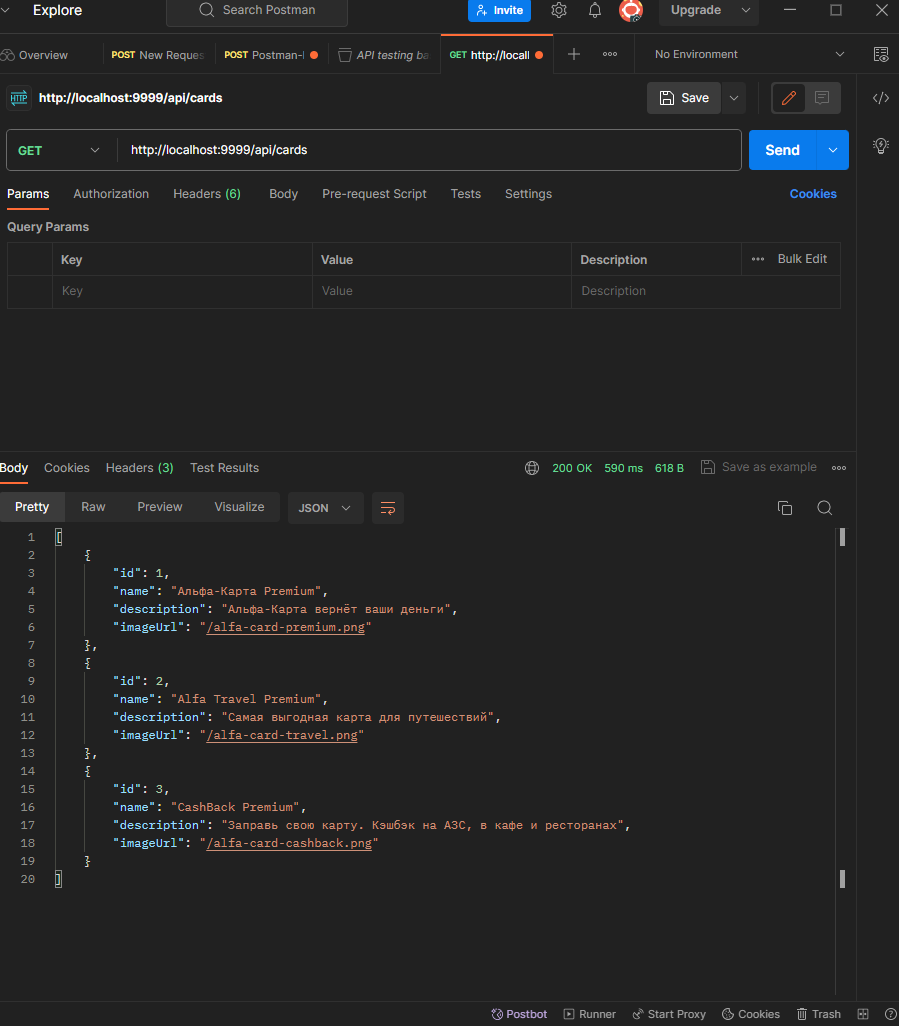 Explore
Search Postman
Invite
Upgrade
Overview
POST New Reques
POST Postman-
API testing ba
GET http://locall
No Environment
HTTP http://localhost:9999/api/cards
Save
GET http://localhost:9999/api/cards
Send
Params Authorization Headers (6) Body Pre-request Script Tests Settings Cookies
Query Params
Key Value Description Bulk Edit
Key Value Description
Body Cookies Headers (3) Test Results 200 OK 590 ms 618 B Save as example
Pretty Raw Preview Visualize JSON
1 [
2 {
3 "id": 1,
4 "name": "Альфа-Карта Premium",
5 "description": "Альфа-Карта вернёт ваши деньги",
6 "imageUrl": "/alfa-card-premium.png"
7 },
8 {
9 "id": 2,
10 "name": "Alfa Travel Premium",
11 "description": "Самая выгодная карта для путешествий",
12 "imageUrl": "/alfa-card-travel.png"
13 },
14 {
15 "id": 3,
16 "name": "CashBack Premium",
17 "description": "Заправь свою карту. Кэшбэк на АЗС, в кафе и ресторанах",
18 "imageUrl": "/alfa-card-cashback.png"
19 }
20 ]
Postbot Runner Start Proxy Cookies Trash